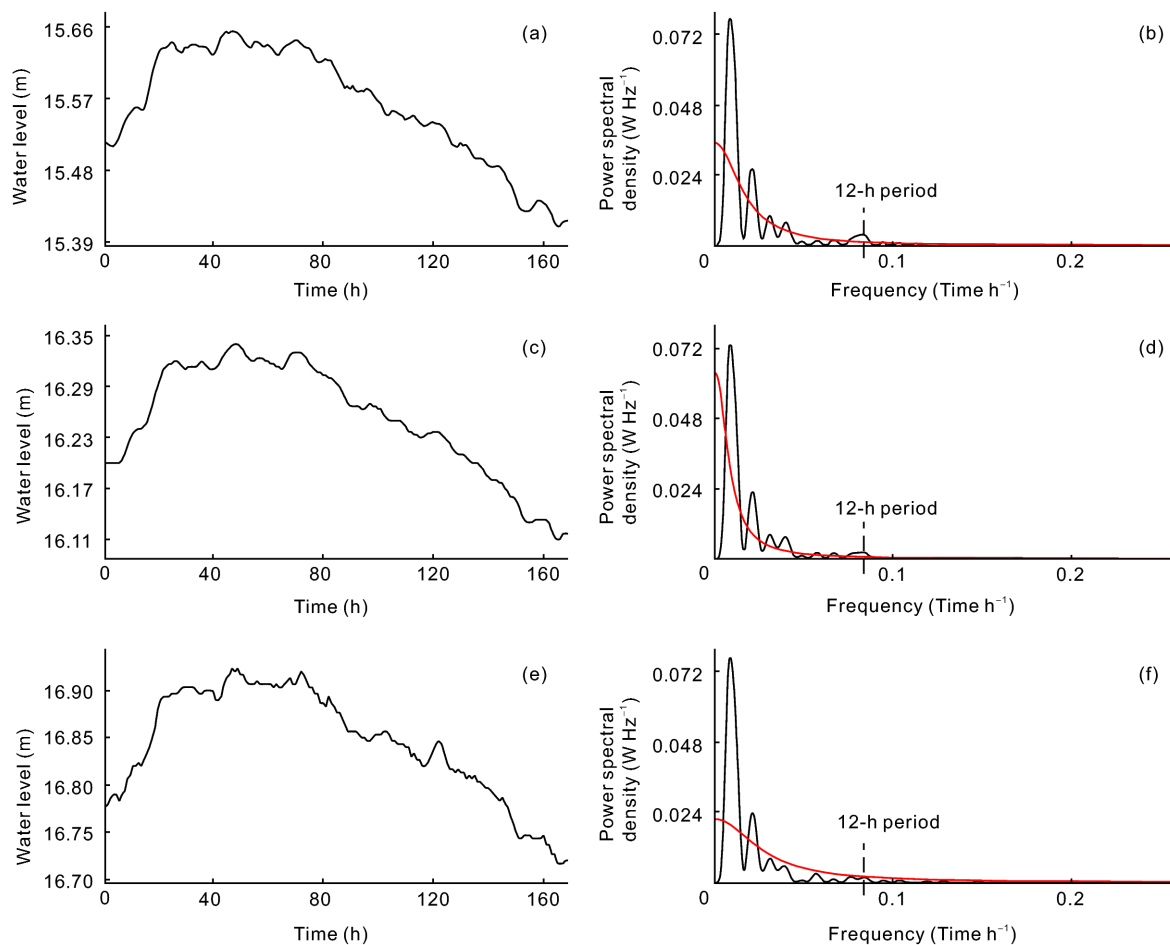 (a)
Water level (m)
15.66
15.57
15.48
15.39
0 40 80 120 160
Time (h)
(b)
Power spectral
density (W Hz⁻¹)
0.072
0.048
0.024
12-h period
0 0.1 0.2
Frequency (Time h⁻¹)
(c)
Water level (m)
16.35
16.29
16.23
16.17
16.11
0 40 80 120 160
Time (h)
(d)
Power spectral
density (W Hz⁻¹)
0.072
0.048
0.024
12-h period
0 0.1 0.2
Frequency (Time h⁻¹)
(e)
Water level (m)
16.90
16.85
16.80
16.75
16.70
0 40 80 120 160
Time (h)
(f)
Power spectral
density (W Hz⁻¹)
0.072
0.048
0.024
12-h period
0 0.1 0.2
Frequency (Time h⁻¹)